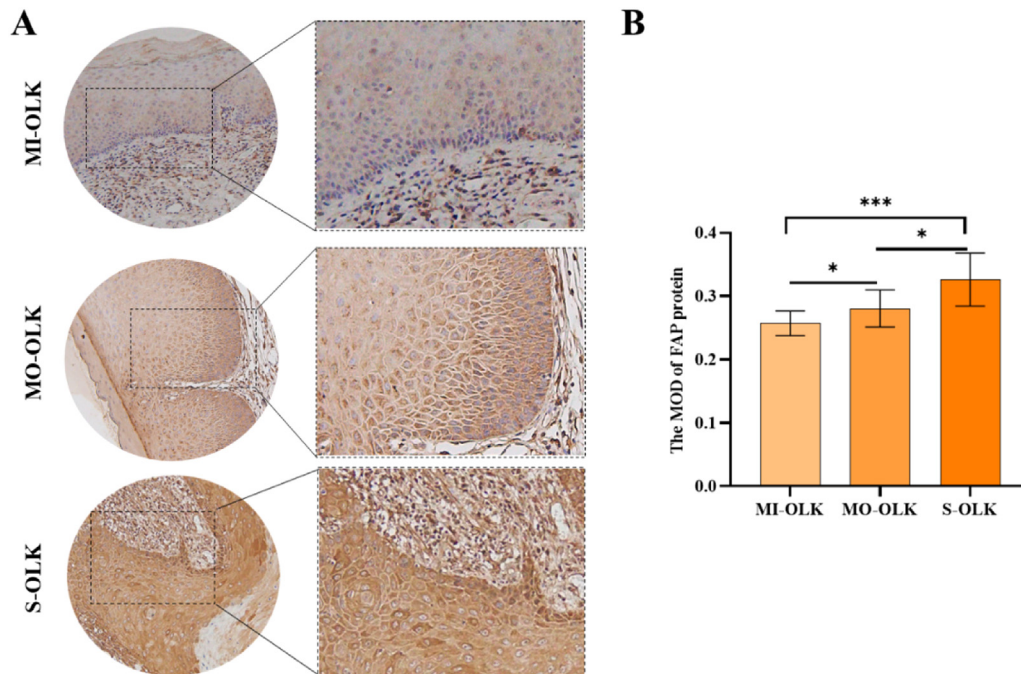 A
B
MI-OLK
MO-OLK
S-OLK
The MOD of FAP protein
0.4
0.3
0.2
0.1
0.0
***
*
*
MI-OLK MO-OLK S-OLK